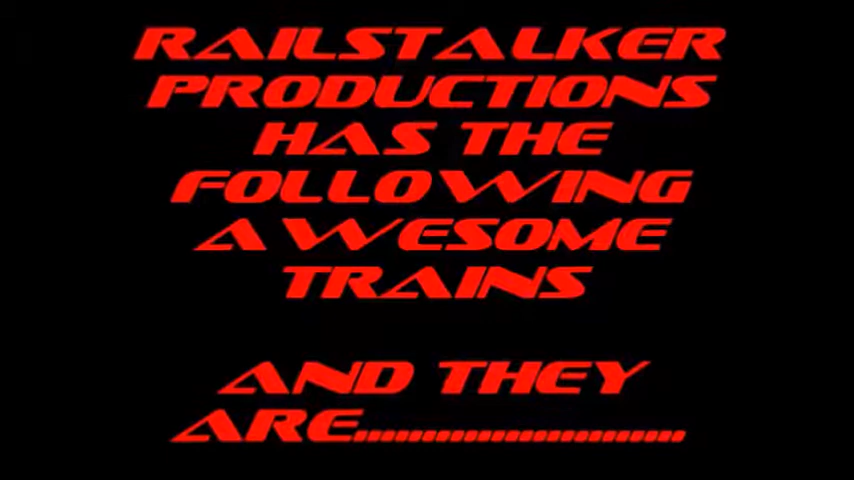 RAILSTALKER
PRODUCTIONS
HAS THE
FOLLOWING
AWESOME
TRAINS
AND THEY
ARE........................